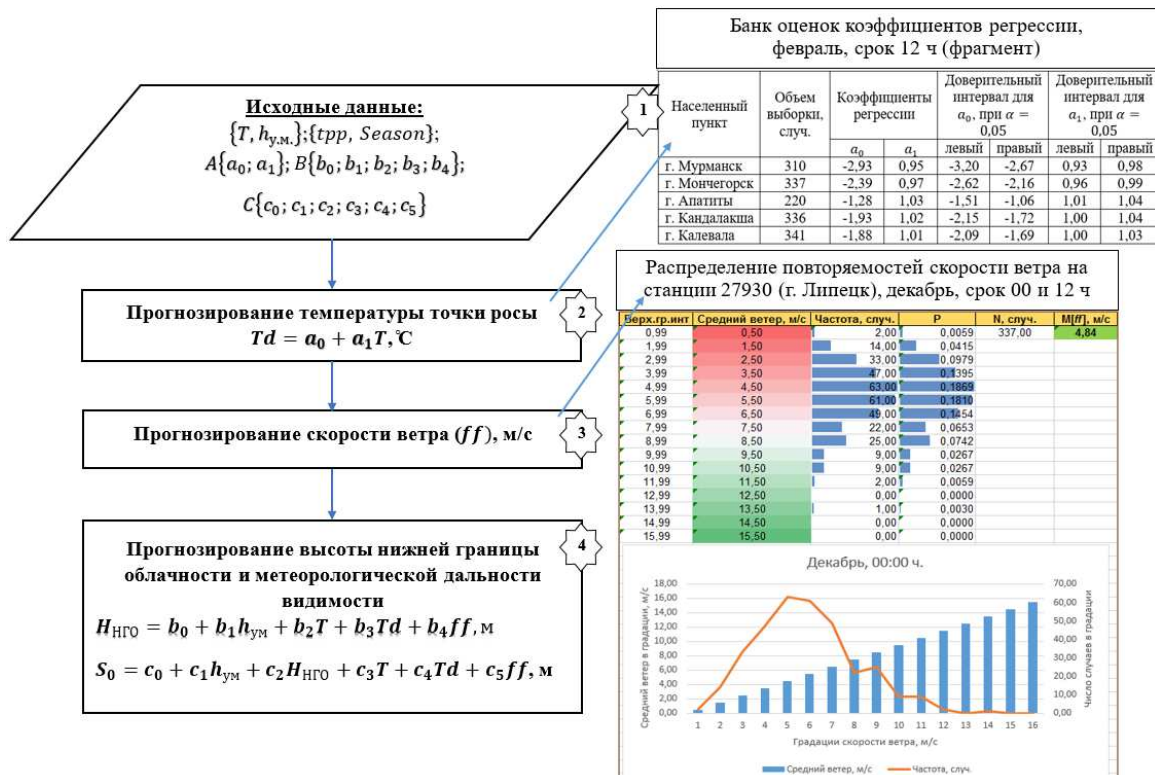 Исходные данные:
{T, hу.м.};{tpp, Season};
A{a0; a1}; B{b0; b1; b2; b3; b4};
C{c0; c1; c2; c3; c4; c5}
1
Прогнозирование температуры точки росы
Td = a0 + a1T,℃
2
Прогнозирование скорости ветра (ff), м/с
3
Прогнозирование высоты нижней границы
облачности и метеорологической дальности
видимости
HНГО = b0 + b1hум + b2T + b3Td + b4ff, м
S0 = c0 + c1hум + c2HНГО + c3T + c4Td + c5ff, м
4
Банк оценок коэффициентов регрессии,
февраль, срок 12 ч (фрагмент)
Населенный пункт Объем выборки, случ. Коэффициенты регрессии Доверительный интервал для a0, при α = 0,05 Доверительный интервал для a1, при α = 0,05
a0 a1 левый правый левый правый
г. Мурманск 310 -2,93 0,95 -3,20 -2,67 0,93 0,98
г. Мончегорск 337 -2,39 0,97 -2,62 -2,16 0,96 0,99
г. Апатиты 220 -1,28 1,03 -1,51 -1,06 1,01 1,04
г. Кандалакша 336 -1,93 1,02 -2,15 -1,72 1,00 1,04
г. Калевала 341 -1,88 1,01 -2,09 -1,69 1,00 1,03
Распределение повторяемостей скорости ветра на
станции 27930 (г. Липецк), декабрь, срок 00 и 12 ч
Верх.гр.инт Средний ветер, м/с Частота, случ. P N, случ. M[ff], м/с
0,99 0,50 2,00 0,0059 337,00 4,84
1,99 1,50 14,00 0,0415
2,99 2,50 33,00 0,0979
3,99 3,50 47,00 0,1395
4,99 4,50 63,00 0,1869
5,99 5,50 61,00 0,1810
6,99 6,50 49,00 0,1454
7,99 7,50 22,00 0,0653
8,99 8,50 25,00 0,0742
9,99 9,50 9,00 0,0267
10,99 10,50 9,00 0,0267
11,99 11,50 2,00 0,0059
12,99 12,50 0,00 0,0000
13,99 13,50 1,00 0,0030
14,99 14,50 0,00 0,0000
15,99 15,50 0,00 0,0000
Декабрь, 00:00 ч.
Средний ветер в градации, м/с
18,00
16,00
14,00
12,00
10,00
8,00
6,00
4,00
2,00
0,00
70,00
60,00
50,00
40,00
30,00
20,00
10,00
0,00
Число случаев в градации
1 2 3 4 5 6 7 8 9 10 11 12 13 14 15 16
Градации скорости ветра, м/с
Средний ветер, м/с Частота, случ.